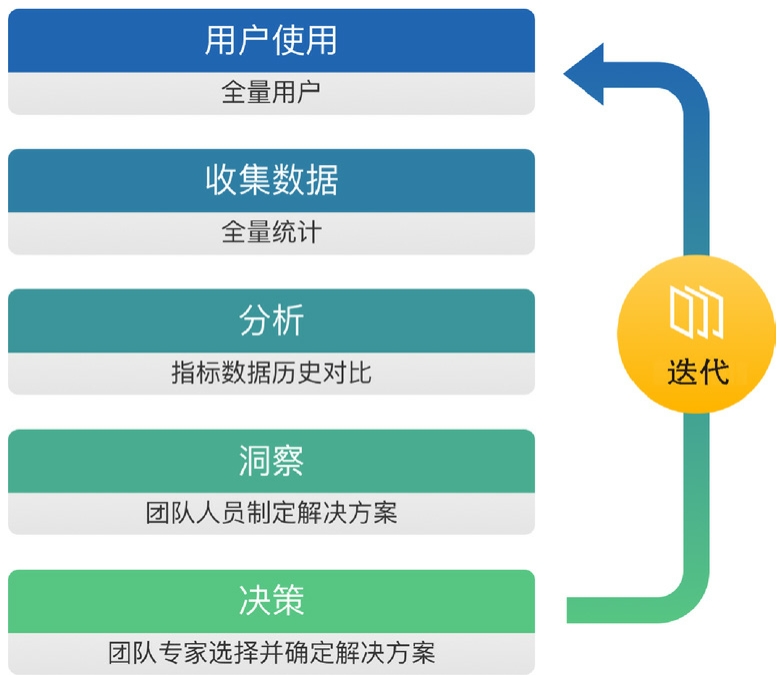 用户使用
全量用户
收集数据
全量统计
分析
指标数据历史对比
洞察
团队人员制定解决方案
决策
团队专家选择并确定解决方案
迭代